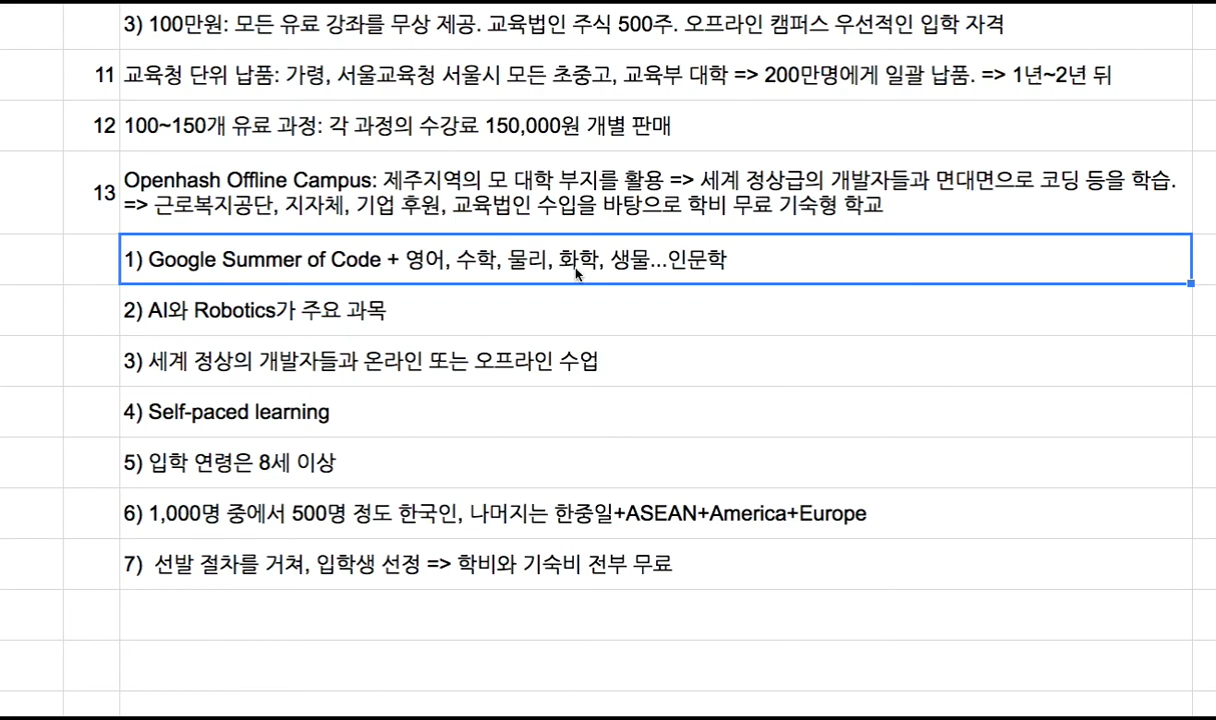 3) 100만원: 모든 유료 강좌를 무상 제공. 교육법인 주식 500주. 오프라인 캠퍼스 우선적인 입학 자격
11 교육청 단위 납품: 가령, 서울교육청 서울시 모든 초중고, 교육부 대학 => 200만명에게 일괄 납품. => 1년~2년 뒤
12 100~150개 유료 과정: 각 과정의 수강료 150,000원 개별 판매
13 Openhash Offline Campus: 제주지역의 모 대학 부지를 활용 => 세계 정상급의 개발자들과 면대면으로 코딩 등을 학습.
=> 근로복지공단, 지자체, 기업 후원, 교육법인 수입을 바탕으로 학비 무료 기숙형 학교
1) Google Summer of Code + 영어, 수학, 물리, 화학, 생물...인문학
2) AI와 Robotics가 주요 과목
3) 세계 정상의 개발자들과 온라인 또는 오프라인 수업
4) Self-paced learning
5) 입학 연령은 8세 이상
6) 1,000명 중에서 500명 정도 한국인, 나머지는 한중일+ASEAN+America+Europe
7) 선발 절차를 거쳐, 입학생 선정 => 학비와 기숙비 전부 무료